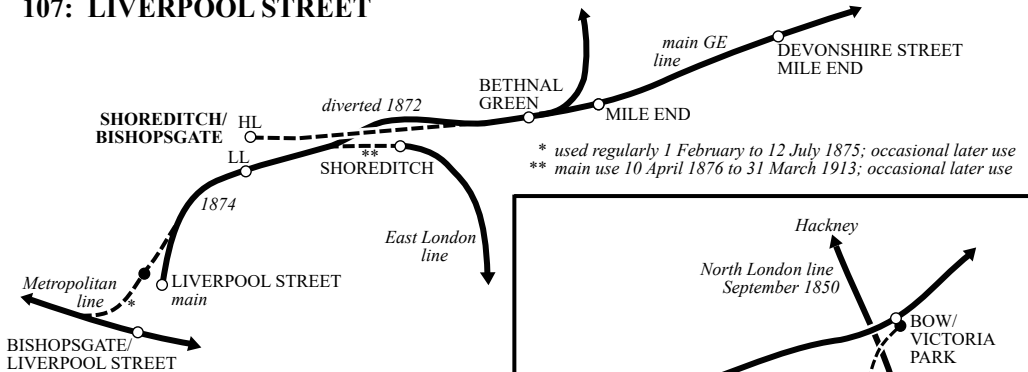 107: LIVERPOOL STREET
main GE
line
DEVONSHIRE STREET
MILE END
BETHNAL
GREEN
MILE END
diverted 1872
SHOREDITCH/
BISHOPSGATE
HL
LL
**
SHOREDITCH
* used regularly 1 February to 12 July 1875; occasional later use
** main use 10 April 1876 to 31 March 1913; occasional later use
1874
East London
line
Metropolitan
line
*
LIVERPOOL STREET
main
BISHOPSGATE/
LIVERPOOL STREET
Hackney
North London line
September 1850
BOW/
VICTORIA
PARK